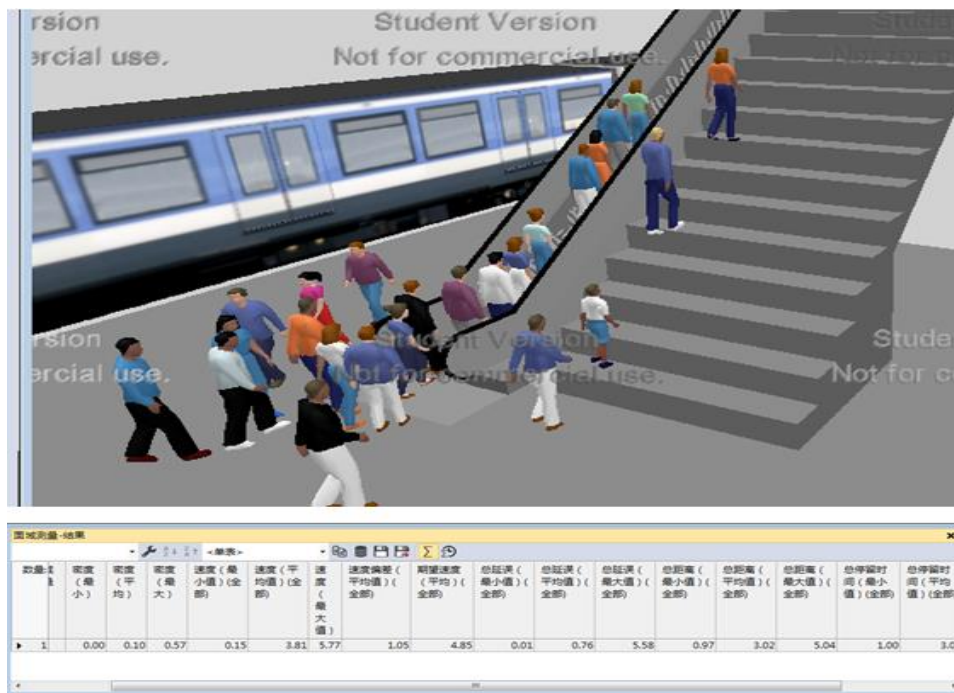 rsion Student Version Stude
ercial use. Not for commercial use. Not for
rsion Student Version Stude
ercial use. Not for commercial use. Not for c
面域测量-结果
<单表>
数量 密度(最小) 密度(平均) 密度(最大) 速度(最小值)(全部) 速度(平均值)(全部) 速度(最大值) 速度偏差(平均值)(全部) 期望速度(平均)(全部) 总延误(最小值)(全部) 总延误(平均值)(全部) 总延误(最大值)(全部) 总距离(最小值)(全部) 总距离(平均值)(全部) 总距离(最大值)(全部) 总停留时间(最小值)(全部) 总停留时间(平均值)(全部
1 0.00 0.10 0.57 0.15 3.81 5.77 1.05 4.85 0.01 0.76 5.58 0.97 3.02 5.04 1.00 3.0